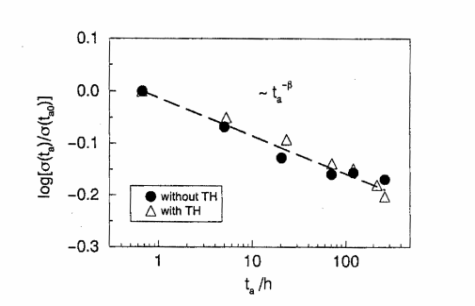 0.1
0.0
-0.1
-0.2
-0.3
log[σ(tₐ)/σ(tₐ₀)]
~ tₐ⁻ᵝ
without TH
with TH
1 10 100
tₐ /h